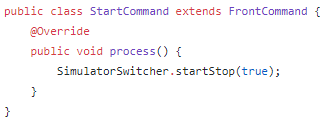 public class StartCommand extends FrontCommand {
    @Override
    public void process() {
        SimulatorSwitcher.startStop(true);
    }
}